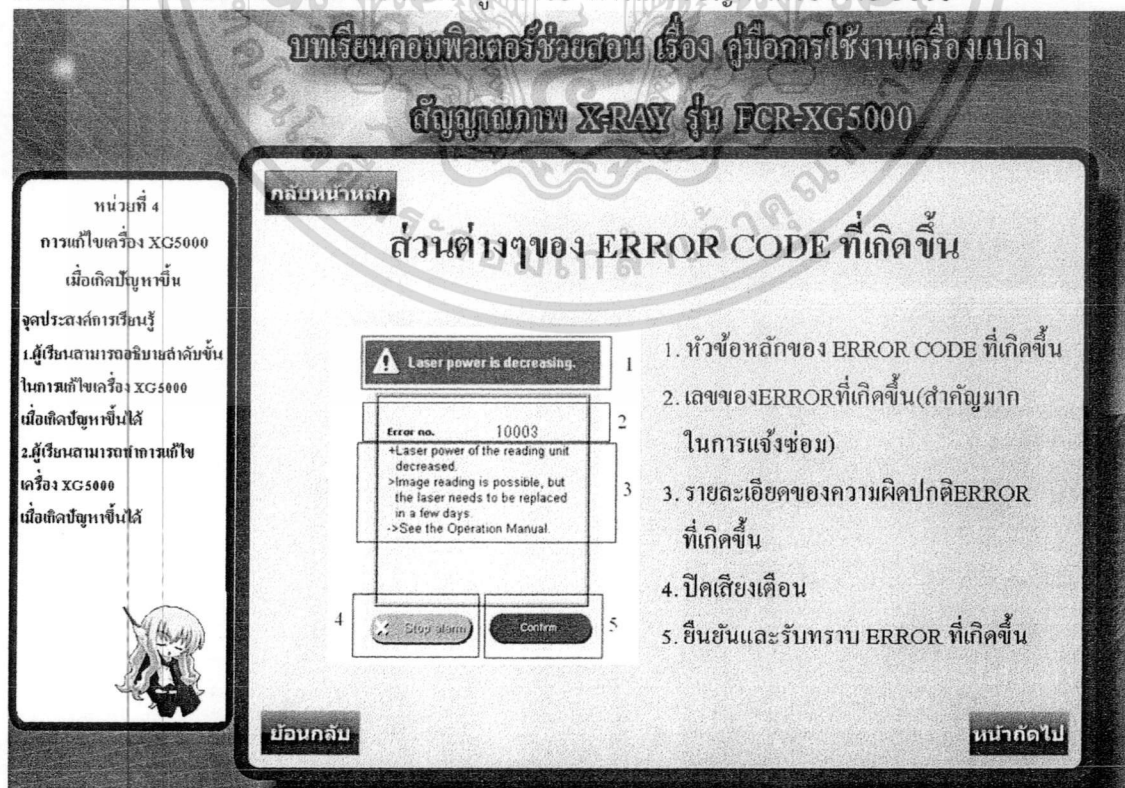 บทเรียนคอมพิวเตอร์ช่วยสอน เรื่อง คู่มือการใช้งานเครื่องแปลง
สัญญาณภาพ X-RAY รุ่น FCR-XG5000
หน่วยที่ 4
การแก้ไขเครื่อง XG5000
เมื่อเกิดปัญหาขึ้น
จุดประสงค์การเรียนรู้
1.ผู้เรียนสามารถอธิบายลำดับขั้น
ในการแก้ไขเครื่อง XG5000
เมื่อเกิดปัญหาขึ้นได้
2.ผู้เรียนสามารถทำการแก้ไข
เครื่อง XG5000
เมื่อเกิดปัญหาขึ้นได้
กลับหน้าหลัก
ส่วนต่างๆของ ERROR CODE ที่เกิดขึ้น
Laser power is decreasing.
1
Error no. 10003
2
+Laser power of the reading unit
decreased.
>Image reading is possible, but
the laser needs to be replaced
in a few days.
->See the Operation Manual.
3
4
Stop alarm
Confirm
5
1. หัวข้อหลักของ ERROR CODE ที่เกิดขึ้น
2. เลขของERRORที่เกิดขึ้น(สำคัญมาก
ในการแจ้งซ่อม)
3. รายละเอียดของความผิดปกติERROR
ที่เกิดขึ้น
4. ปิดเสียงเตือน
5. ยืนยันและรับทราบ ERROR ที่เกิดขึ้น
ย้อนกลับ
หน้าถัดไป